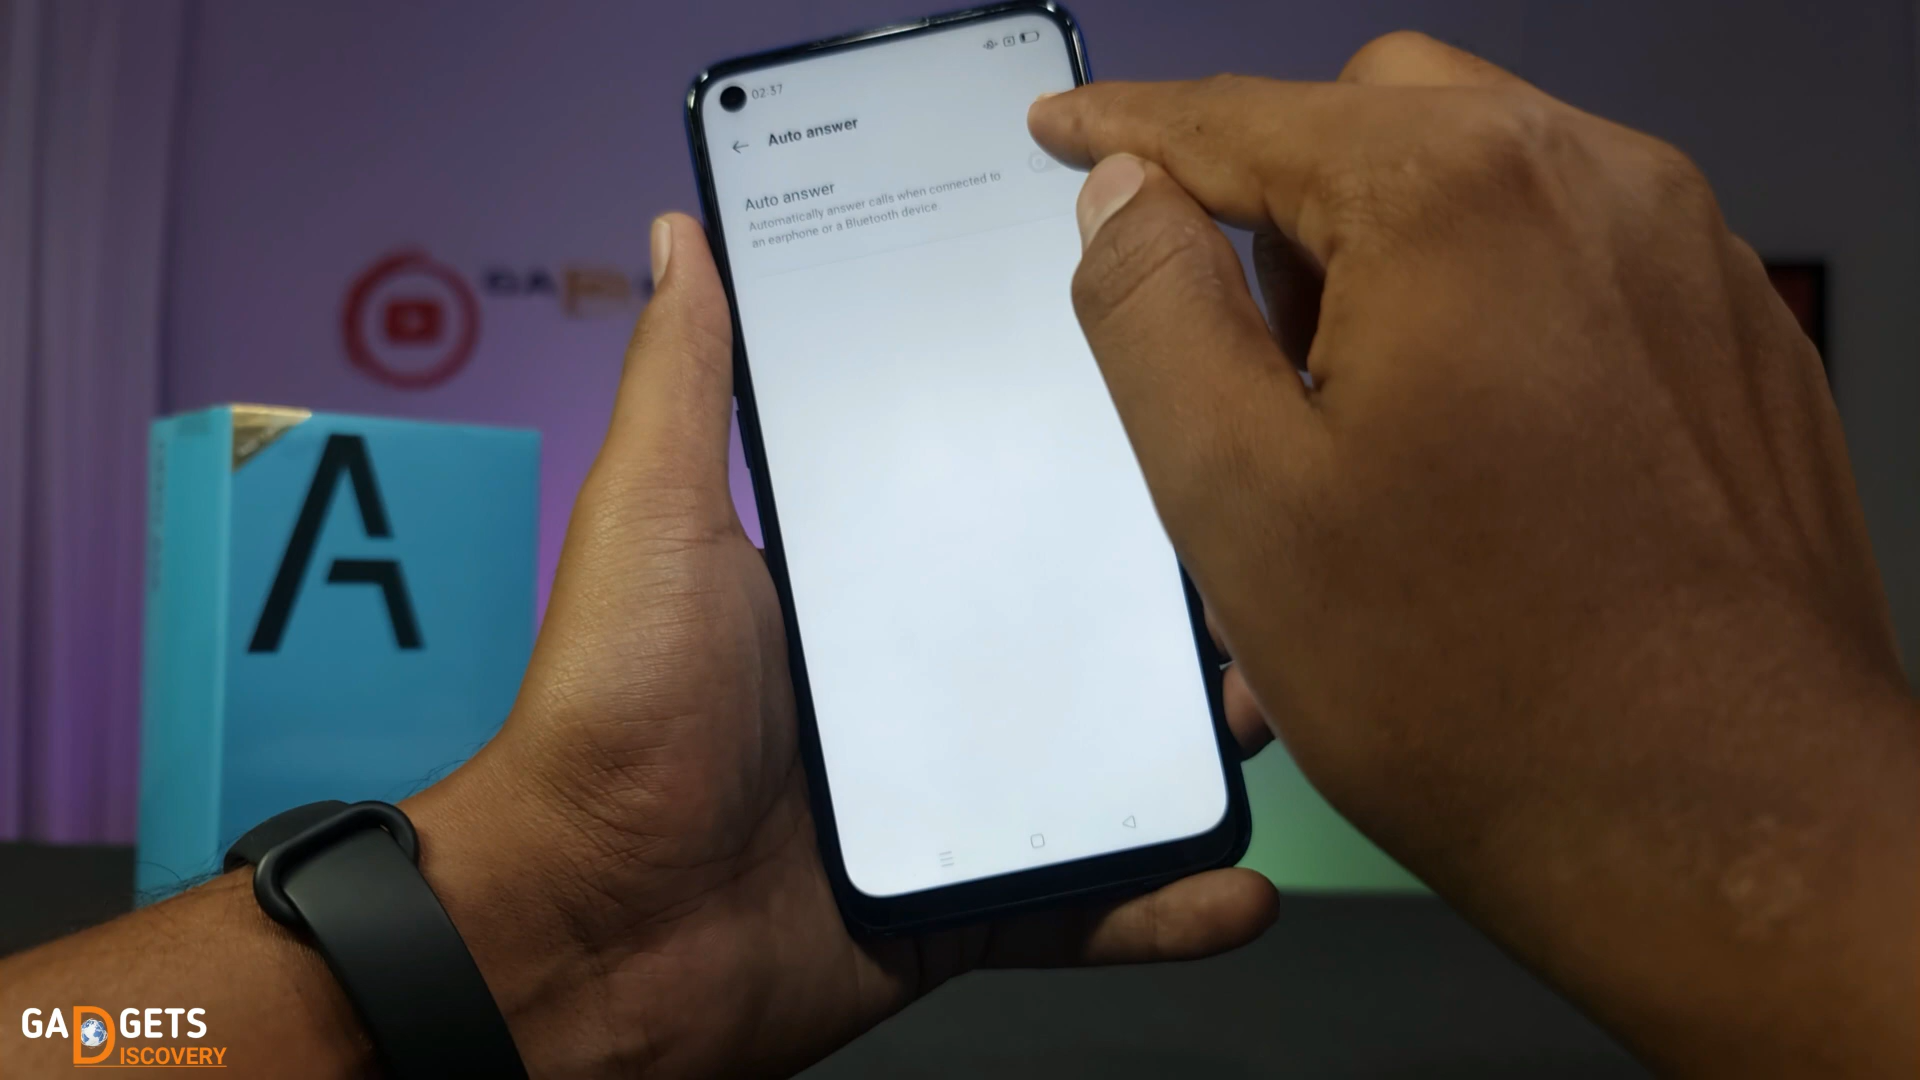 02:37
Auto answer
Auto answer
Automatically answer calls when connected to
an earphone or a Bluetooth device.
A
GADGETS
DISCOVERY